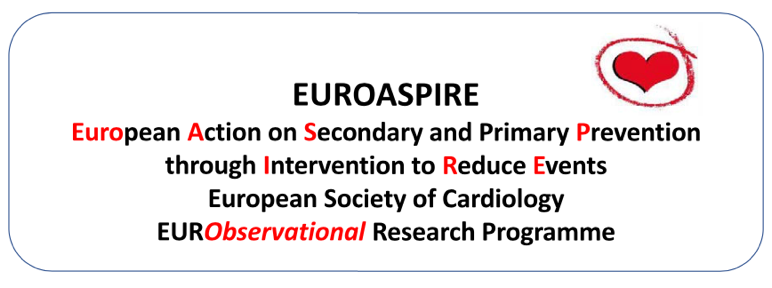 EUROASPIRE
European Action on Secondary and Primary Prevention
through Intervention to Reduce Events
European Society of Cardiology
EURObservational Research Programme